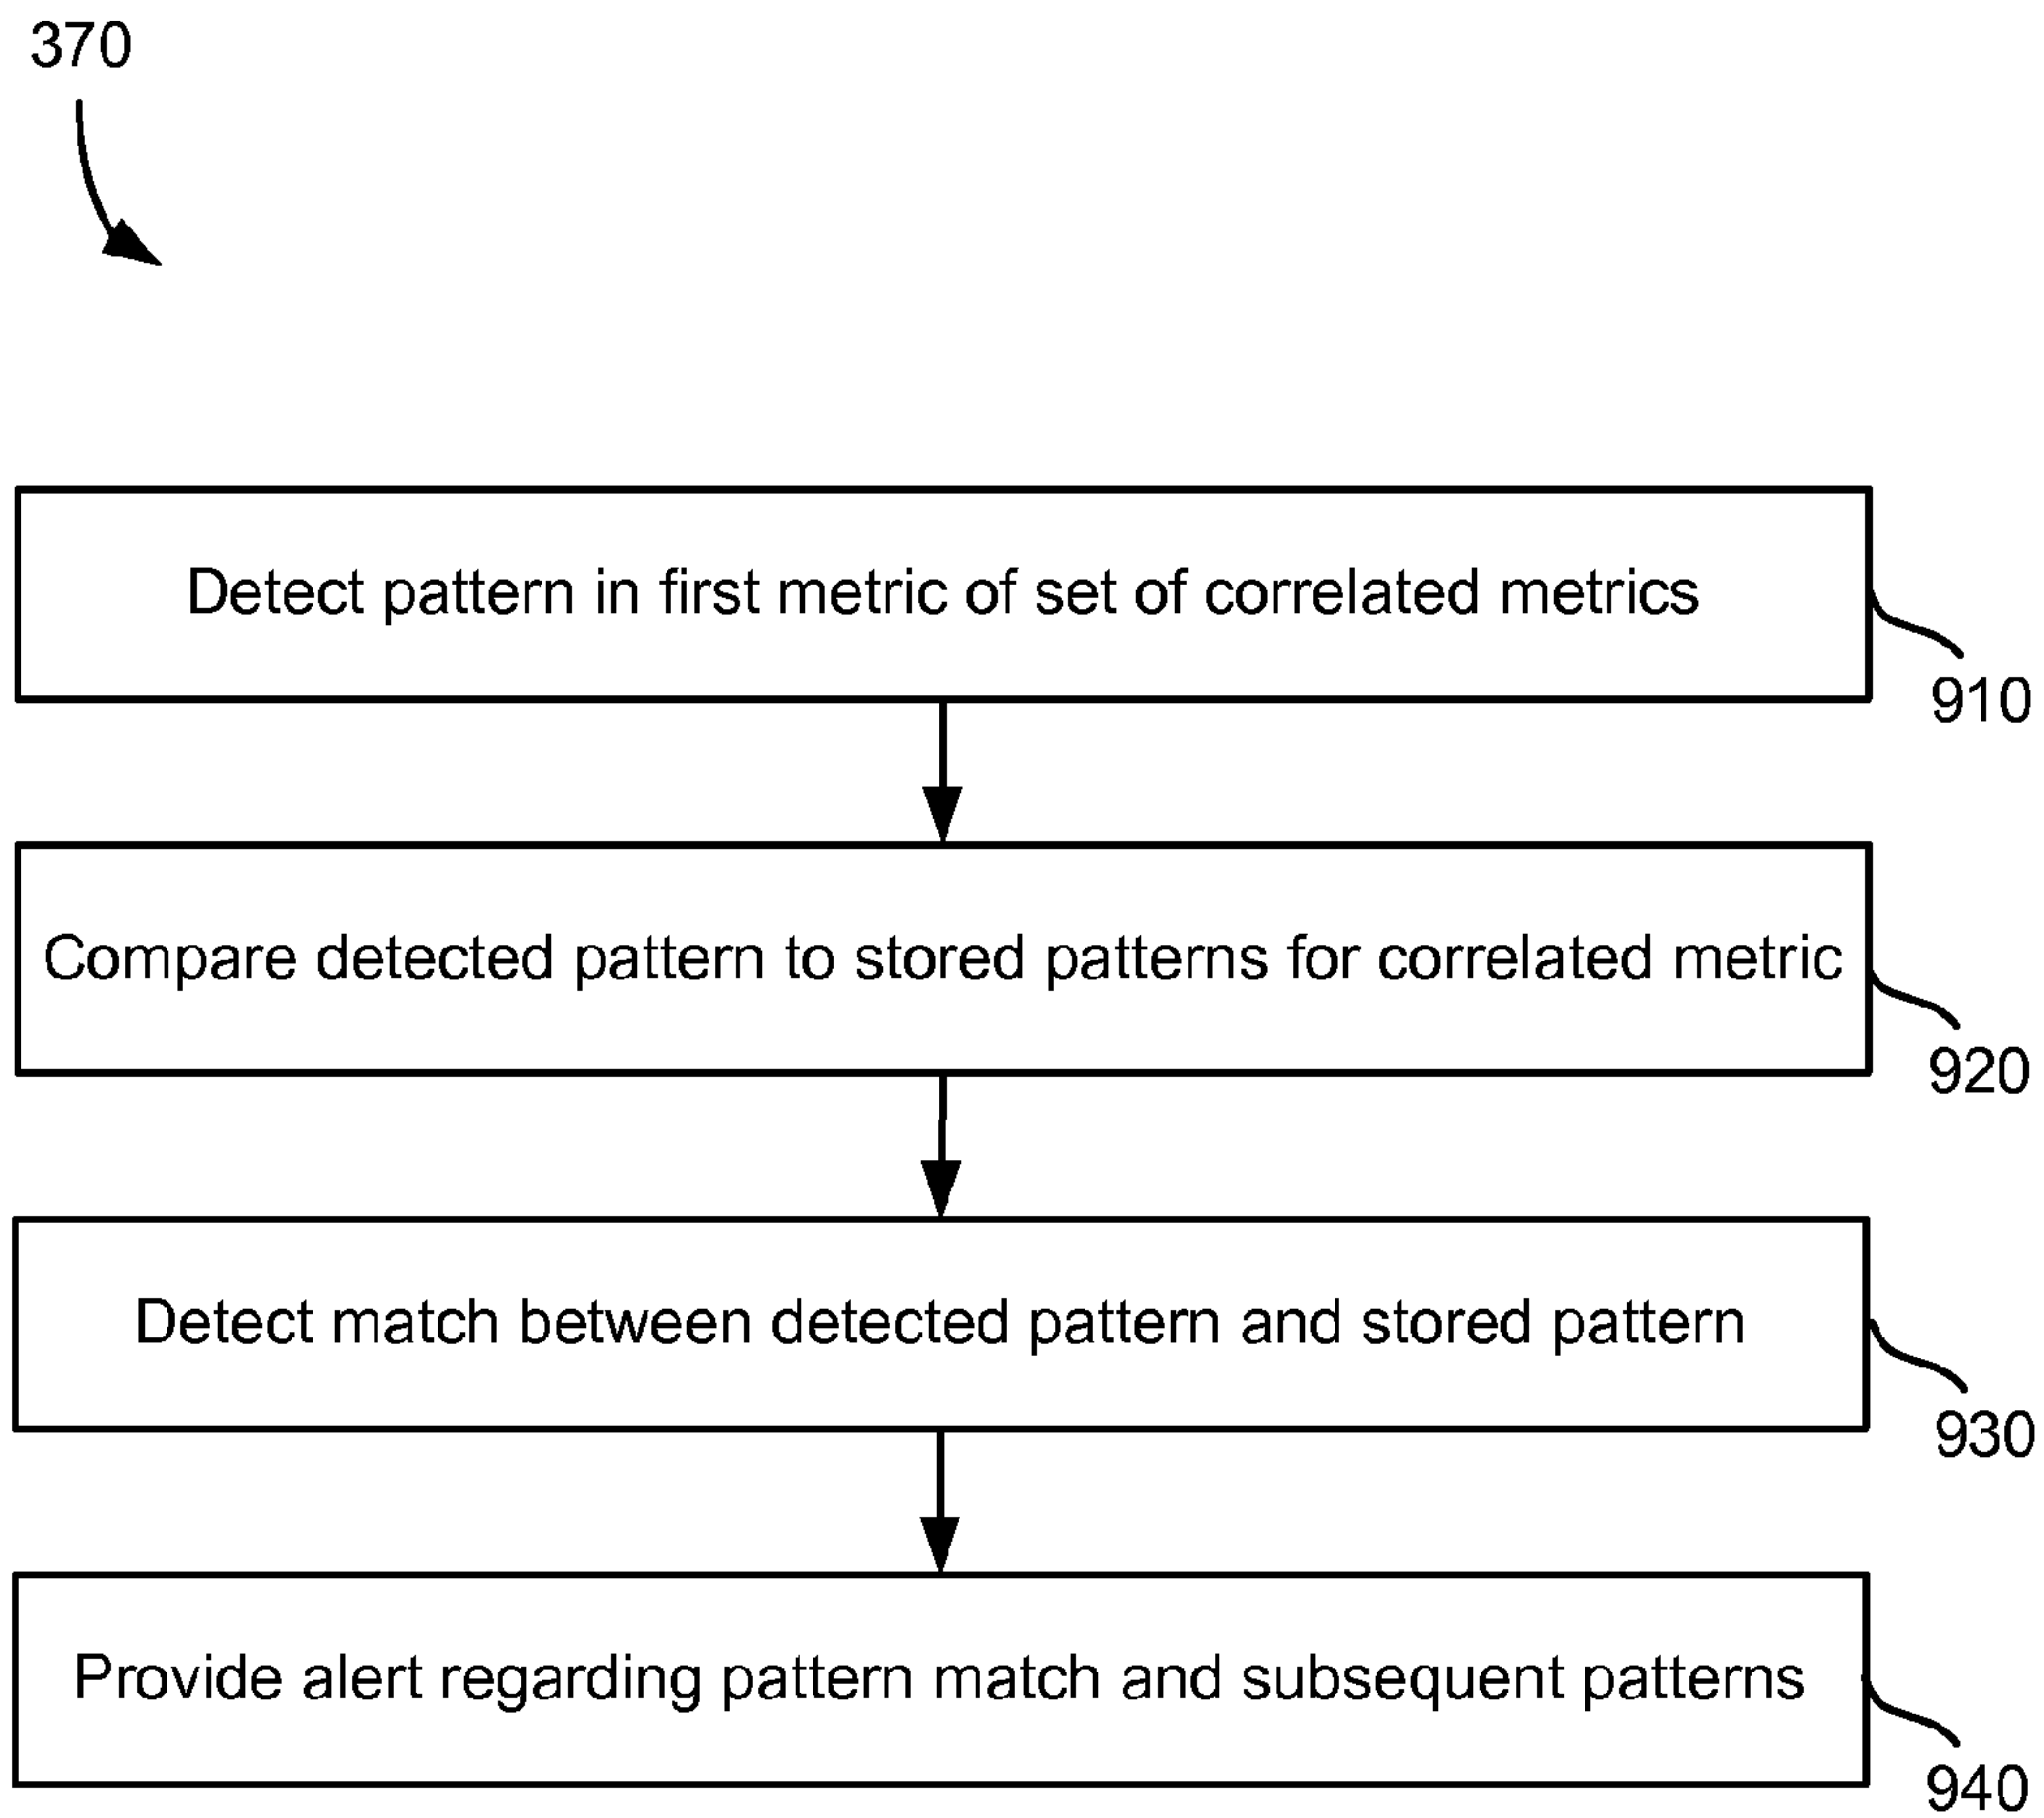 370
Detect pattern in first metric of set of correlated metrics
910
Compare detected pattern to stored patterns for correlated metric
920
Detect match between detected pattern and stored pattern
930
Provide alert regarding pattern match and subsequent patterns
940